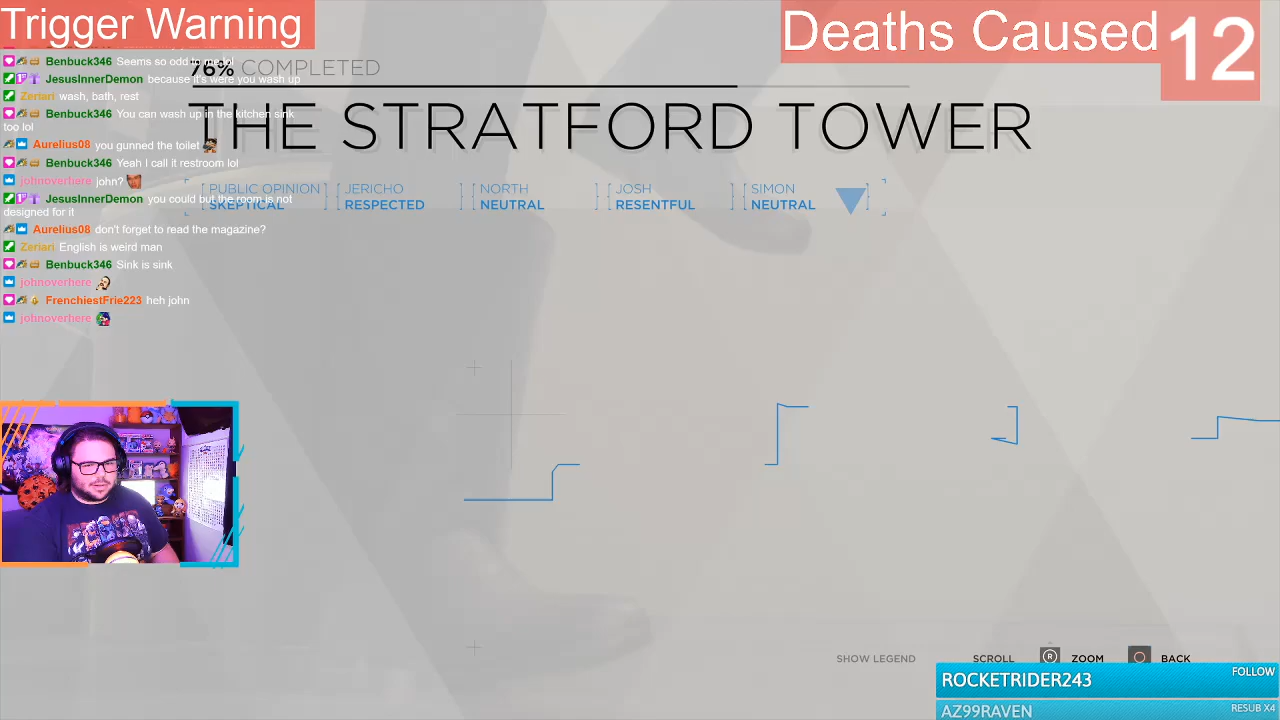 Trigger Warning
Deaths Caused
12
Benbuck346 Seems so odd to me lol
JesusInnerDemon because it's were you wash up
Zeriari wash, bath, rest
Benbuck346 You can wash up in the kitchen sink
too lol
Aurelius08 you gunned the toilet
Benbuck346 Yeah I call it restroom lol
johnoverhere john?
JesusInnerDemon you could but the room is not
designed for it
Aurelius08 don't forget to read the magazine?
Zeriari English is weird man
Benbuck346 Sink is sink
johnoverhere
FrenchiestFrie223 heh john
johnoverhere
76% COMPLETED
THE STRATFORD TOWER
PUBLIC OPINION JERICHO NORTH JOSH SIMON
SKEPTICAL RESPECTED NEUTRAL RESENTFUL NEUTRAL
SHOW LEGEND SCROLL R ZOOM BACK
ROCKETRIDER243 FOLLOW
AZ99RAVEN RESUB X4